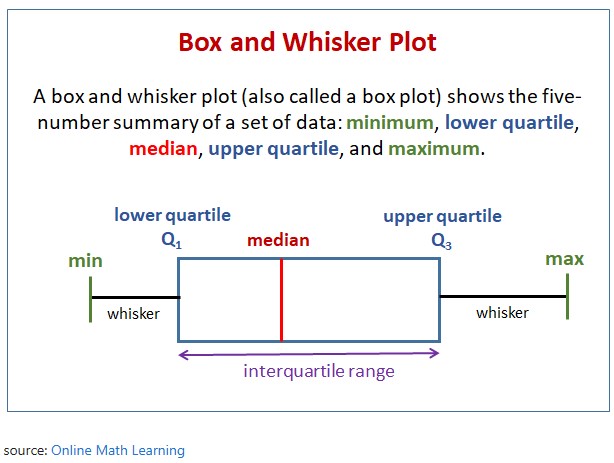 Box and Whisker Plot
A box and whisker plot (also called a box plot) shows the five-
number summary of a set of data: minimum, lower quartile,
median, upper quartile, and maximum.
lower quartile
Q1
median
upper quartile
Q3
min
max
whisker
whisker
interquartile range
source: Online Math Learning